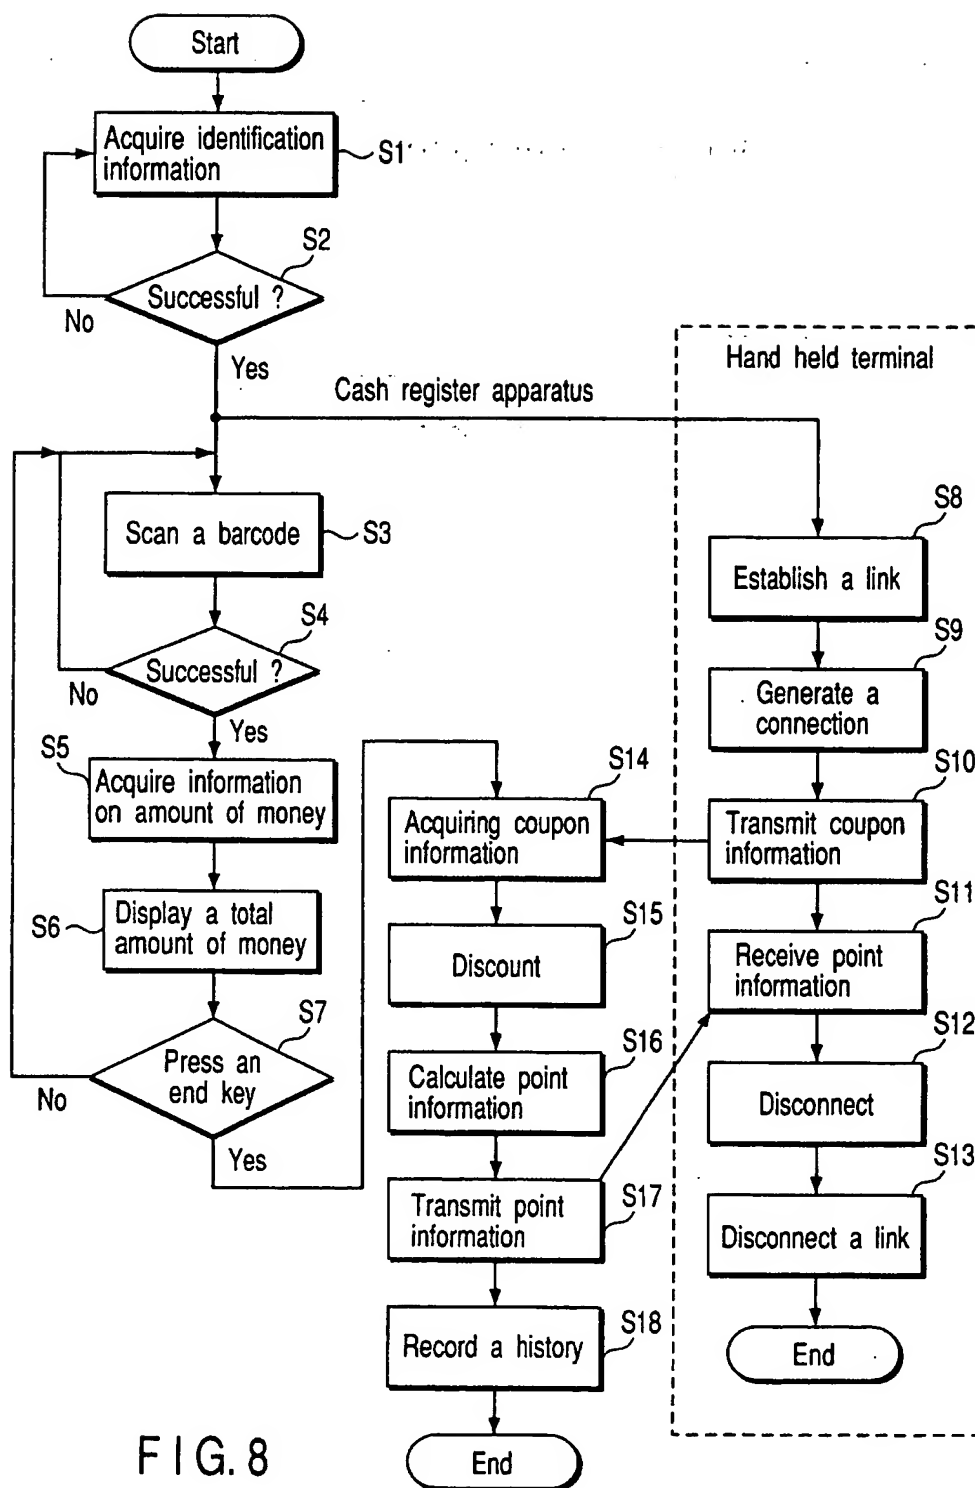 Start
Acquire identification
information
S1
S2
Successful ?
No
Yes
Cash register apparatus
Hand held terminal
Scan a barcode
S3
S4
Successful ?
No
Yes
S5
Acquire information
on amount of money
S6
Display a total
amount of money
S7
Press an
end key
No
Yes
S14
Acquiring coupon
information
S15
Discount
S16
Calculate point
information
S17
Transmit point
information
S18
Record a history
End
S8
Establish a link
S9
Generate a
connection
S10
Transmit coupon
information
S11
Receive point
information
S12
Disconnect
S13
Disconnect a link
End
FIG. 8